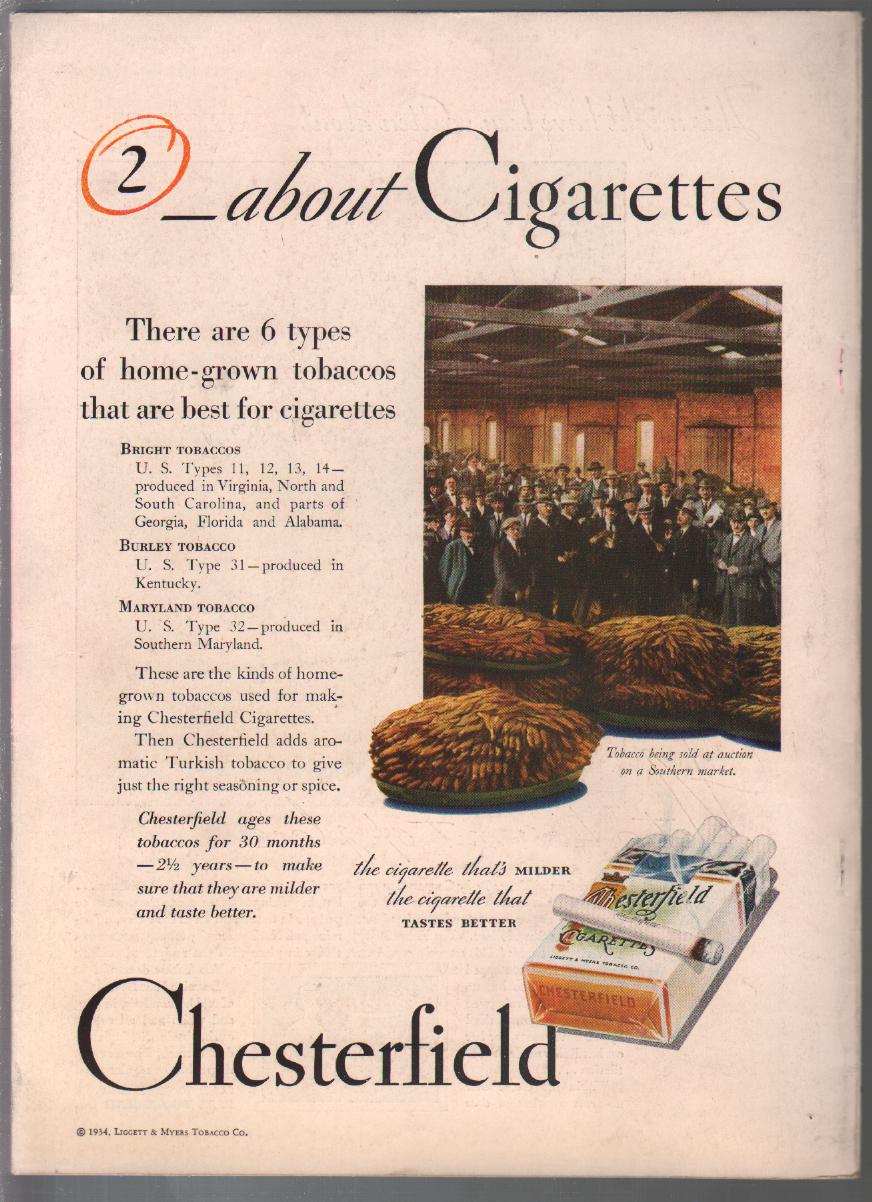 2
—about Cigarettes
There are 6 types
of home-grown tobaccos
that are best for cigarettes
BRIGHT TOBACCOS
U. S. Types 11, 12, 13, 14—
produced in Virginia, North and
South Carolina, and parts of
Georgia, Florida and Alabama.
BURLEY TOBACCO
U. S. Type 31—produced in
Kentucky.
MARYLAND TOBACCO
U. S. Type 32—produced in
Southern Maryland.
These are the kinds of home-
grown tobaccos used for mak-
ing Chesterfield Cigarettes.
Then Chesterfield adds aro-
matic Turkish tobacco to give
just the right seasoning or spice.
Chesterfield ages these
tobaccos for 30 months
—2½ years—to make
sure that they are milder
and taste better.
Tobacco being sold at auction
on a Southern market.
the cigarette that's MILDER
the cigarette that
TASTES BETTER
Chesterfield
CIGARETTES
LIGGETT & MYERS TOBACCO CO.
CHESTERFIELD
Chesterfield
© 1934, LIGGETT & MYERS TOBACCO CO.